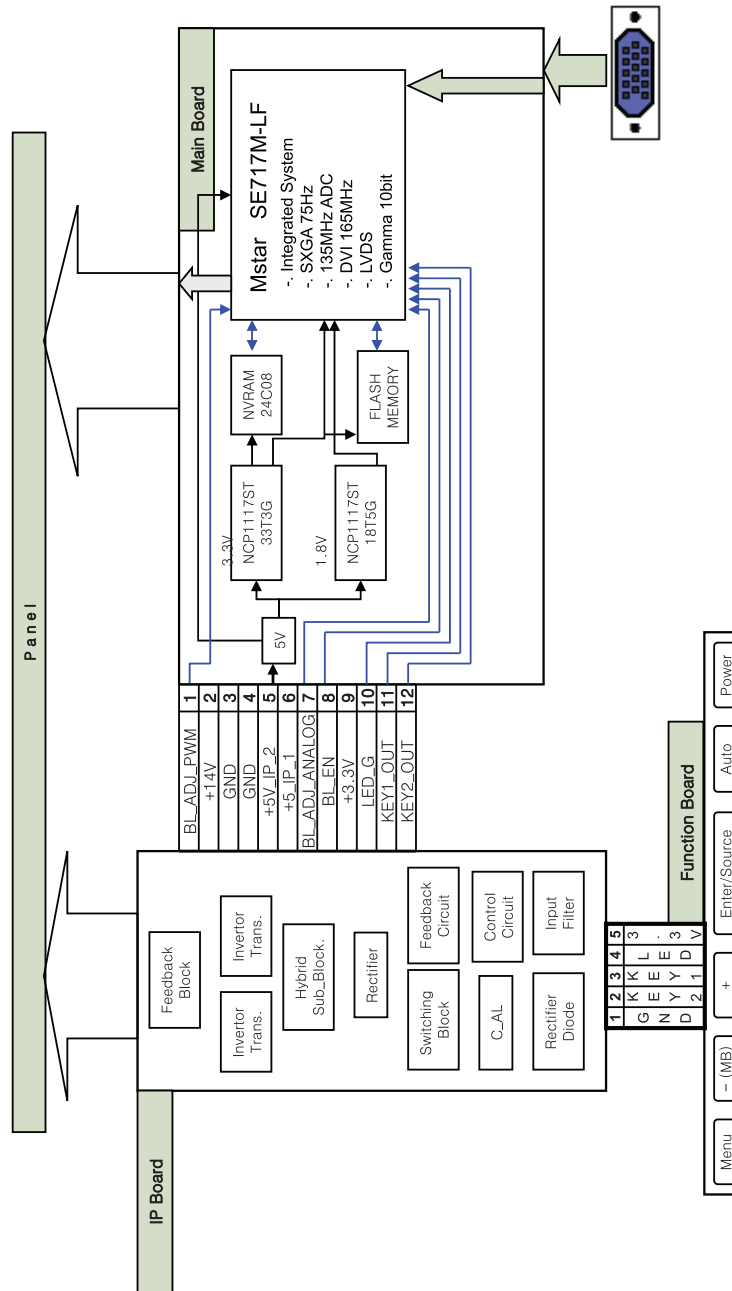 Panel
IP Board
Main Board
Function Board
Feedback
Block
Invertor
Trans.
Invertor
Trans.
Hybrid
Sub_Block.
Rectifier
Switching
Block
Feedback
Circuit
C_AL
Control
Circuit
Rectifier
Diode
Input
Filter
BL_ADJ_PWM 1
+14V 2
GND 3
GND 4
+5V_IP_2 5
+5_IP_1 6
BL_ADJ_ANALOG 7
BL_EN 8
+3.3V 9
LED_G 10
KEY1_OUT 11
KEY2_OUT 12
5V
3.3V
NCP1117ST
33T3G
1.8V
NCP1117ST
18T5G
NVRAM
24C08
FLASH
MEMORY
Mstar SE717M-LF
-. Integrated System
-. SXGA 75Hz
-. 135MHz ADC
-. DVI 165MHz
-. LVDS
-. Gamma 10bit
1 2 3 4 5
G K K L 3
N E E E .
D Y Y D 3
2 1 V
Menu
- (MB)
+
Enter/Source
Auto
Power